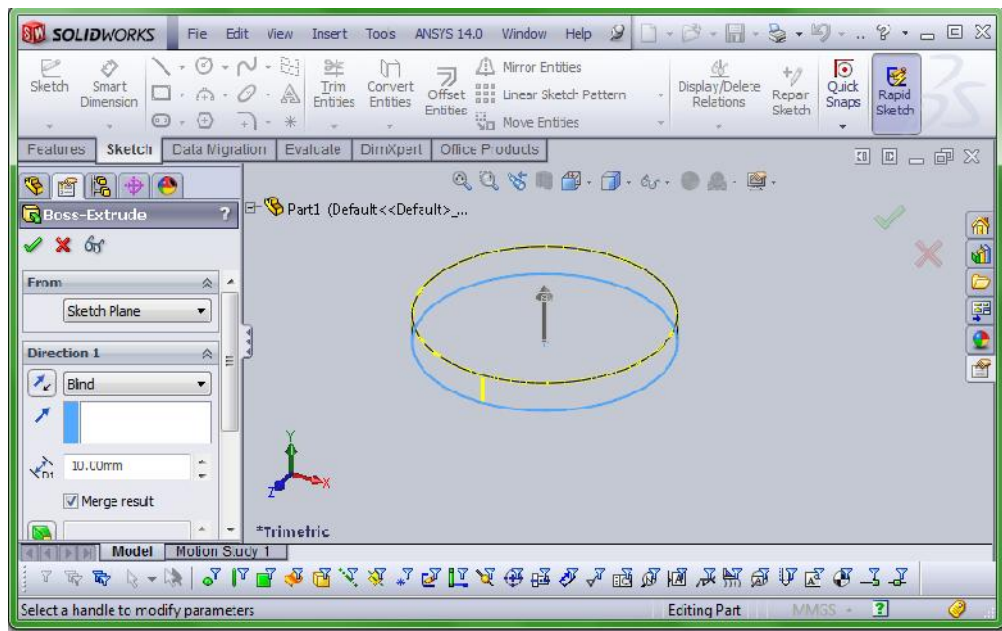 SOLIDWORKS File Edit View Insert Tools ANSYS 14.0 Window Help
Sketch Smart Dimension Trim Entities Convert Entities Offset Entities Mirror Entities Linear Sketch Pattern Move Entities Display/Delete Relations Repair Sketch Quick Snaps Rapid Sketch
Features Sketch Data Migration Evaluate DimXpert Office Products
Boss-Extrude ?
Part1 (Default<<Default>_...
From
Sketch Plane
Direction 1
Blind
D1 10.00mm
Merge result
Y
X
Z
*Trimetric
Model Motion Study 1
Select a handle to modify parameters Editing Part MMGS ?